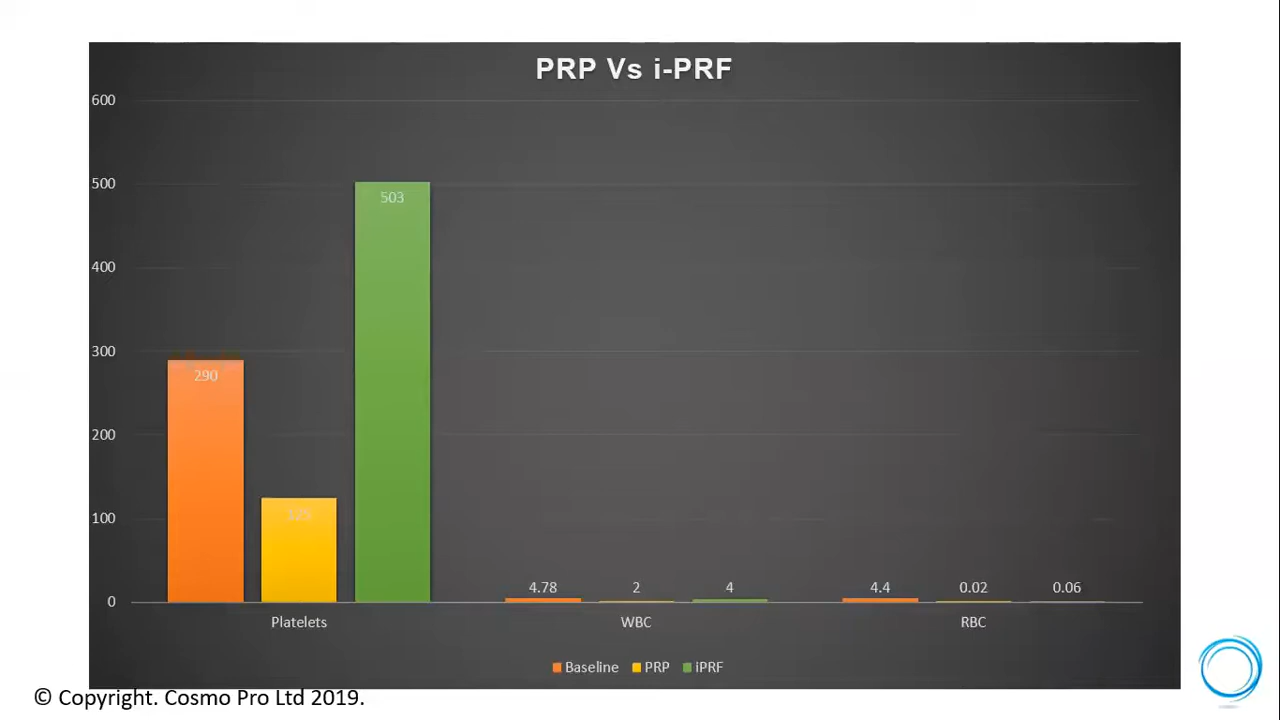 PRP Vs i-PRF
600
500
400
300
200
100
0
503
290
4.78 2 4 4.4 0.02 0.06
Platelets WBC RBC
Baseline PRP iPRF
© Copyright. Cosmo Pro Ltd 2019.